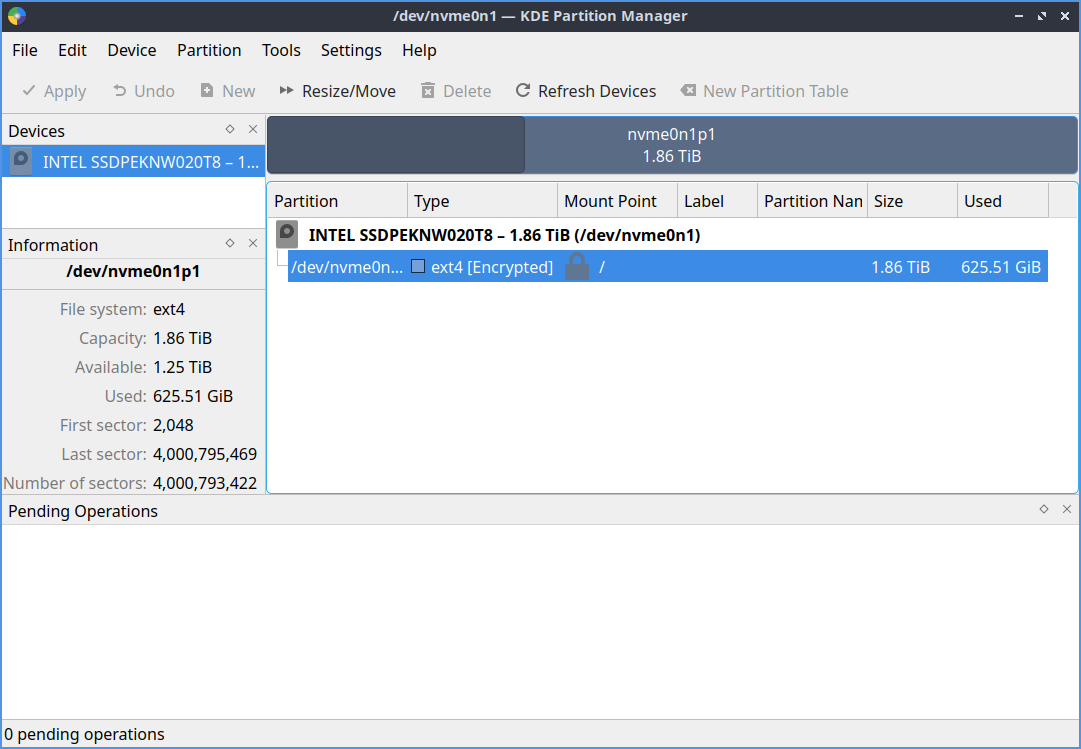 /dev/nvme0n1 — KDE Partition Manager
File Edit Device Partition Tools Settings Help
Apply Undo New Resize/Move Delete Refresh Devices New Partition Table
Devices
INTEL SSDPEKNW020T8 – 1...
nvme0n1p1
1.86 TiB
Partition Type Mount Point Label Partition Nan Size Used
INTEL SSDPEKNW020T8 – 1.86 TiB (/dev/nvme0n1)
/dev/nvme0n... ext4 [Encrypted] / 1.86 TiB 625.51 GiB
Information
/dev/nvme0n1p1
File system: ext4
Capacity: 1.86 TiB
Available: 1.25 TiB
Used: 625.51 GiB
First sector: 2,048
Last sector: 4,000,795,469
Number of sectors: 4,000,793,422
Pending Operations
0 pending operations